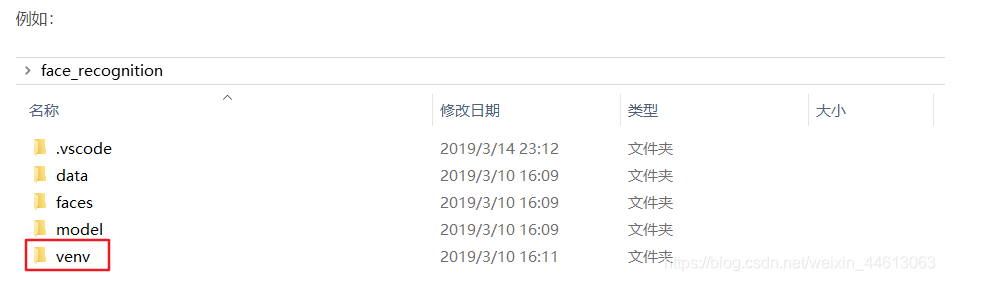 例如：
face_recognition
名称 修改日期 类型 大小
.vscode 2019/3/14 23:12 文件夹
data 2019/3/10 16:09 文件夹
faces 2019/3/10 16:09 文件夹
model 2019/3/10 16:09 文件夹
venv 2019/3/10 16:11 文件夹
https://blog.csdn.net/weixin_44613063